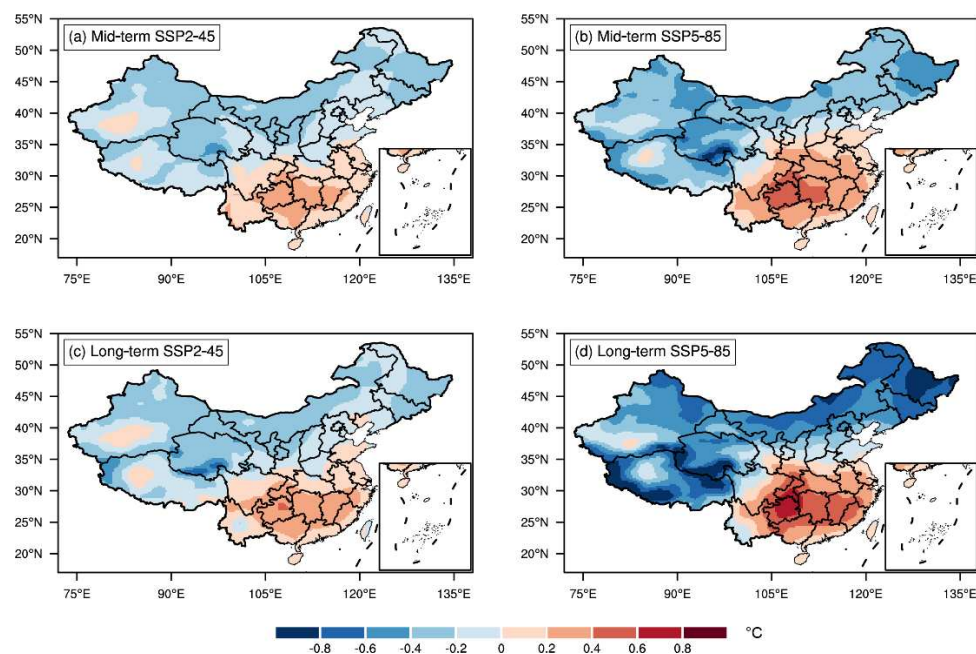 55°N
50°N
45°N
40°N
35°N
30°N
25°N
20°N
(a) Mid-term SSP2-45
75°E 90°E 105°E 120°E 135°E
55°N
50°N
45°N
40°N
35°N
30°N
25°N
20°N
(b) Mid-term SSP5-85
75°E 90°E 105°E 120°E 135°E
55°N
50°N
45°N
40°N
35°N
30°N
25°N
20°N
(c) Long-term SSP2-45
75°E 90°E 105°E 120°E 135°E
55°N
50°N
45°N
40°N
35°N
30°N
25°N
20°N
(d) Long-term SSP5-85
75°E 90°E 105°E 120°E 135°E
-0.8 -0.6 -0.4 -0.2 0 0.2 0.4 0.6 0.8 °C